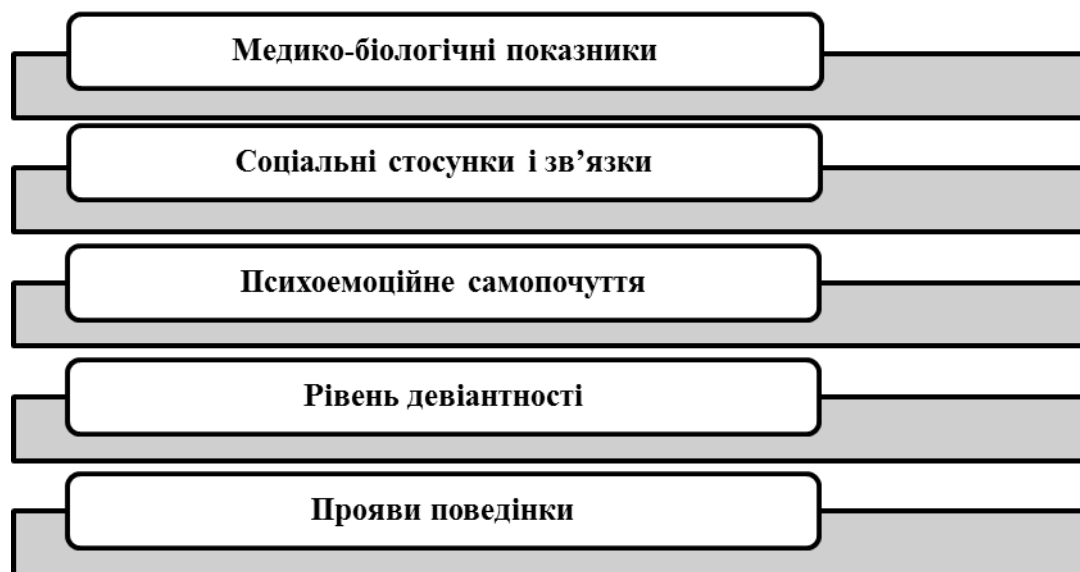 Медико-біологічні показники
Соціальні стосунки і зв’язки
Психоемоційне самопочуття
Рівень девіантності
Прояви поведінки